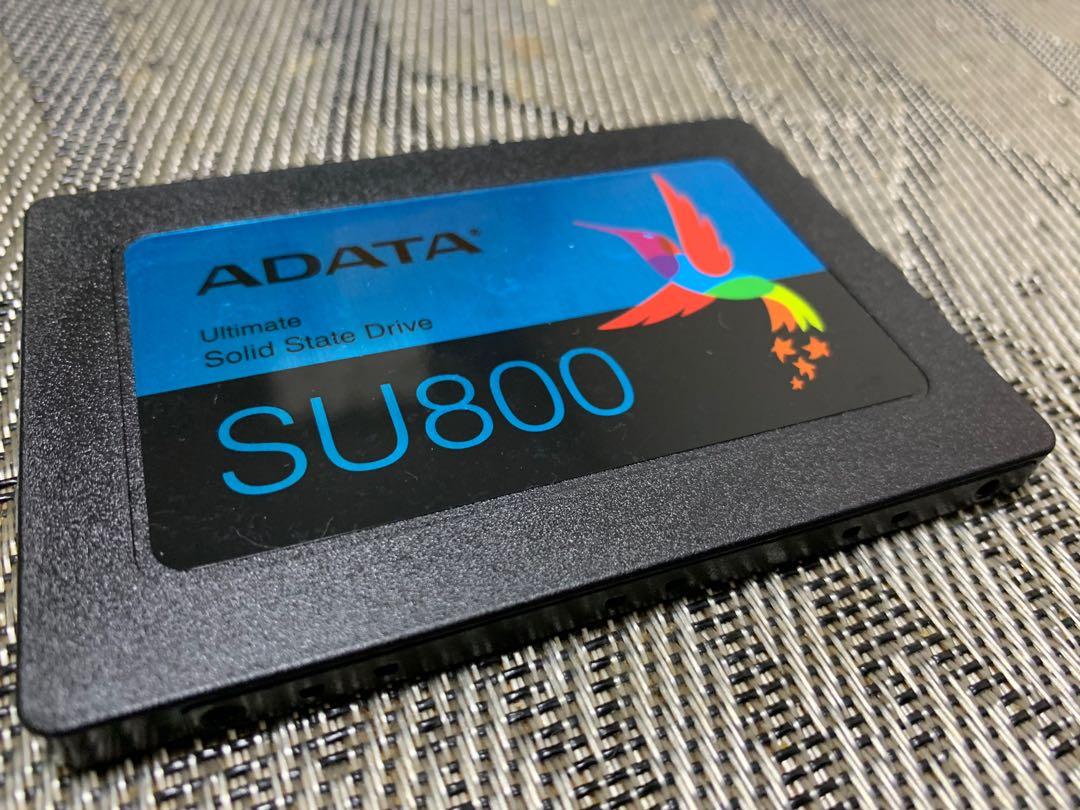 ADATA
Ultimate
Solid State Drive
SU800